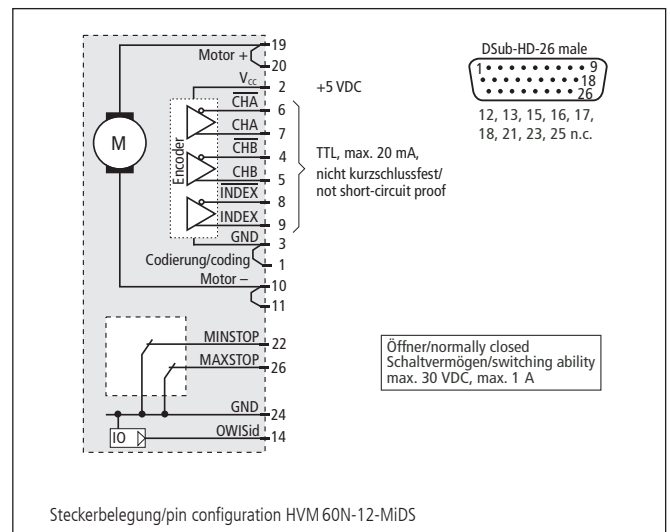 19
Motor +
20
VCC
2
+5 VDC
CHA
6
CHA
7
CHB
4
CHB
5
INDEX
8
INDEX
9
GND
3
Codierung/coding
1
Motor –
10
11
M
Encoder
TTL, max. 20 mA,
nicht kurzschlussfest/
not short-circuit proof
DSub-HD-26 male
1
9
18
26
12, 13, 15, 16, 17,
18, 21, 23, 25 n.c.
MINSTOP
22
MAXSTOP
26
Öffner/normally closed
Schaltvermögen/switching ability
max. 30 VDC, max. 1 A
GND
24
IO
OWISid
14
Steckerbelegung/pin configuration HVM 60N-12-MiDS